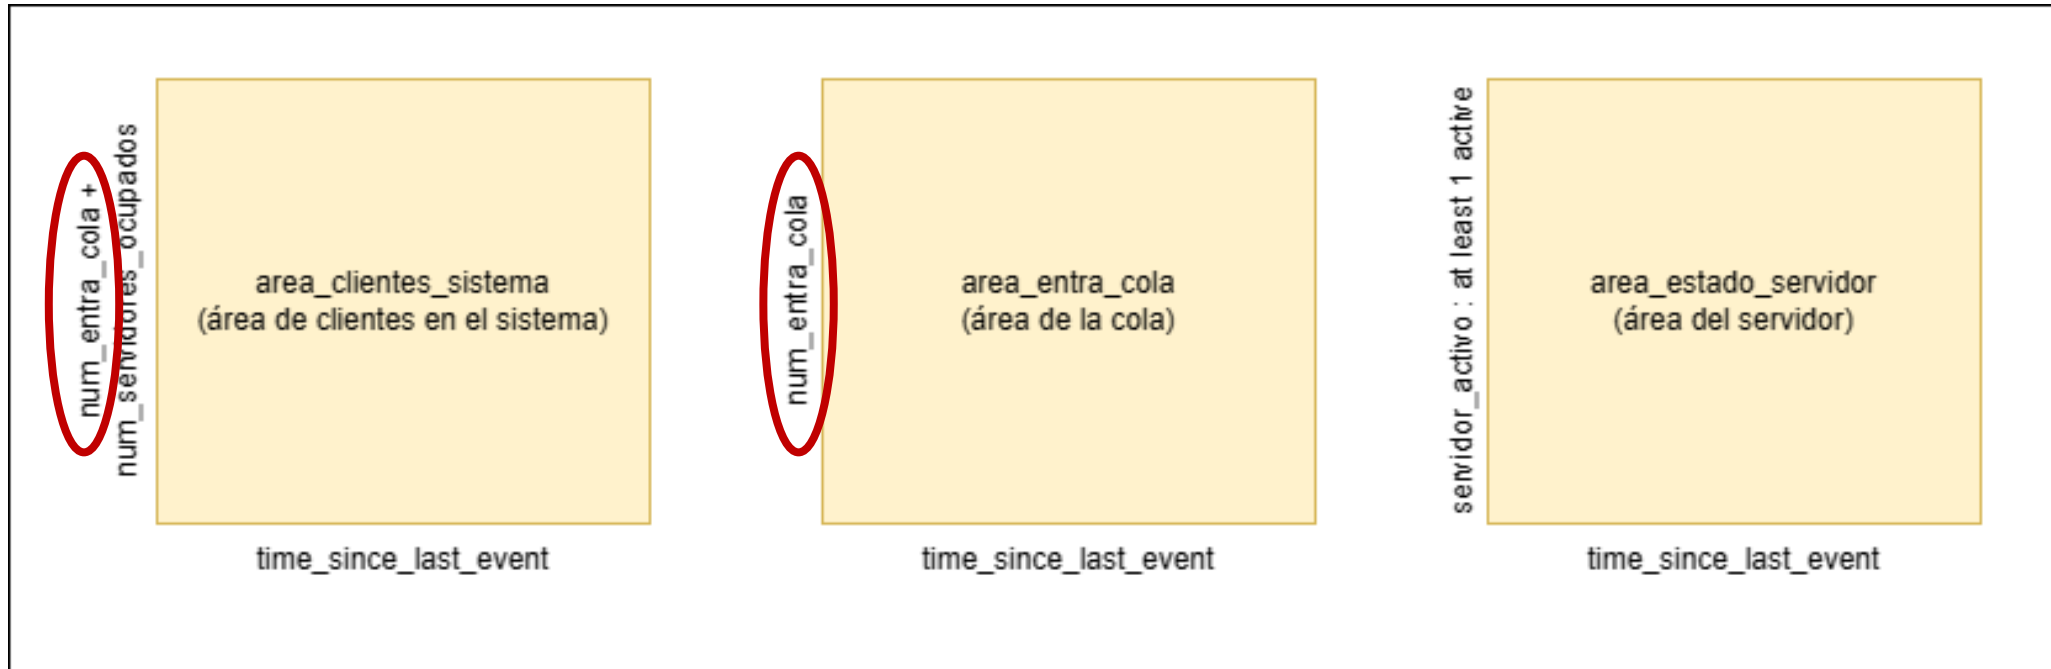 num_entra_cola +
num_servidores_ocupados
area_clientes_sistema
(área de clientes en el sistema)
time_since_last_event
num_entra_cola
area_entra_cola
(área de la cola)
time_since_last_event
servidor_activo : at least 1 active
area_estado_servidor
(área del servidor)
time_since_last_event